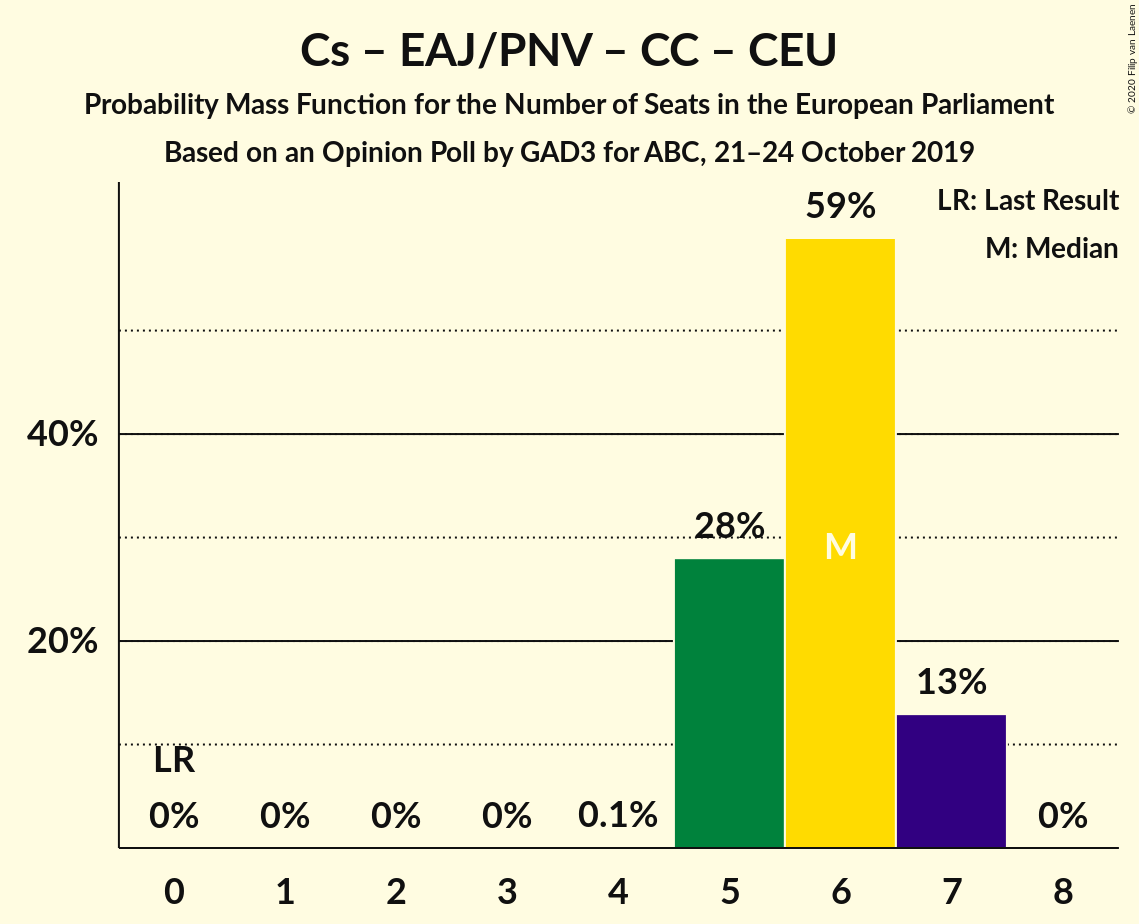 Cs – EAJ/PNV – CC – CEU
Probability Mass Function for the Number of Seats in the European Parliament
Based on an Opinion Poll by GAD3 for ABC, 21–24 October 2019
© 2020 Filip van Laenen
LR: Last Result
M: Median
59%
40%
28%
M
20%
13%
LR
0% 0% 0% 0% 0.1% 0%
0 1 2 3 4 5 6 7 8